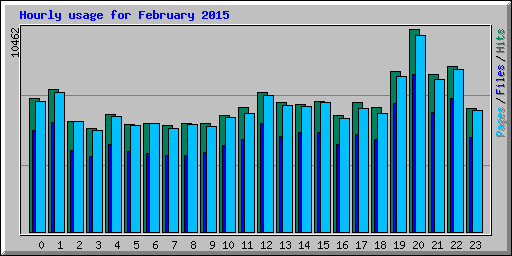 Hourly usage for February 2015
10462
Pages/Files/Hits
0 1 2 3 4 5 6 7 8 9 10 11 12 13 14 15 16 17 18 19 20 21 22 23